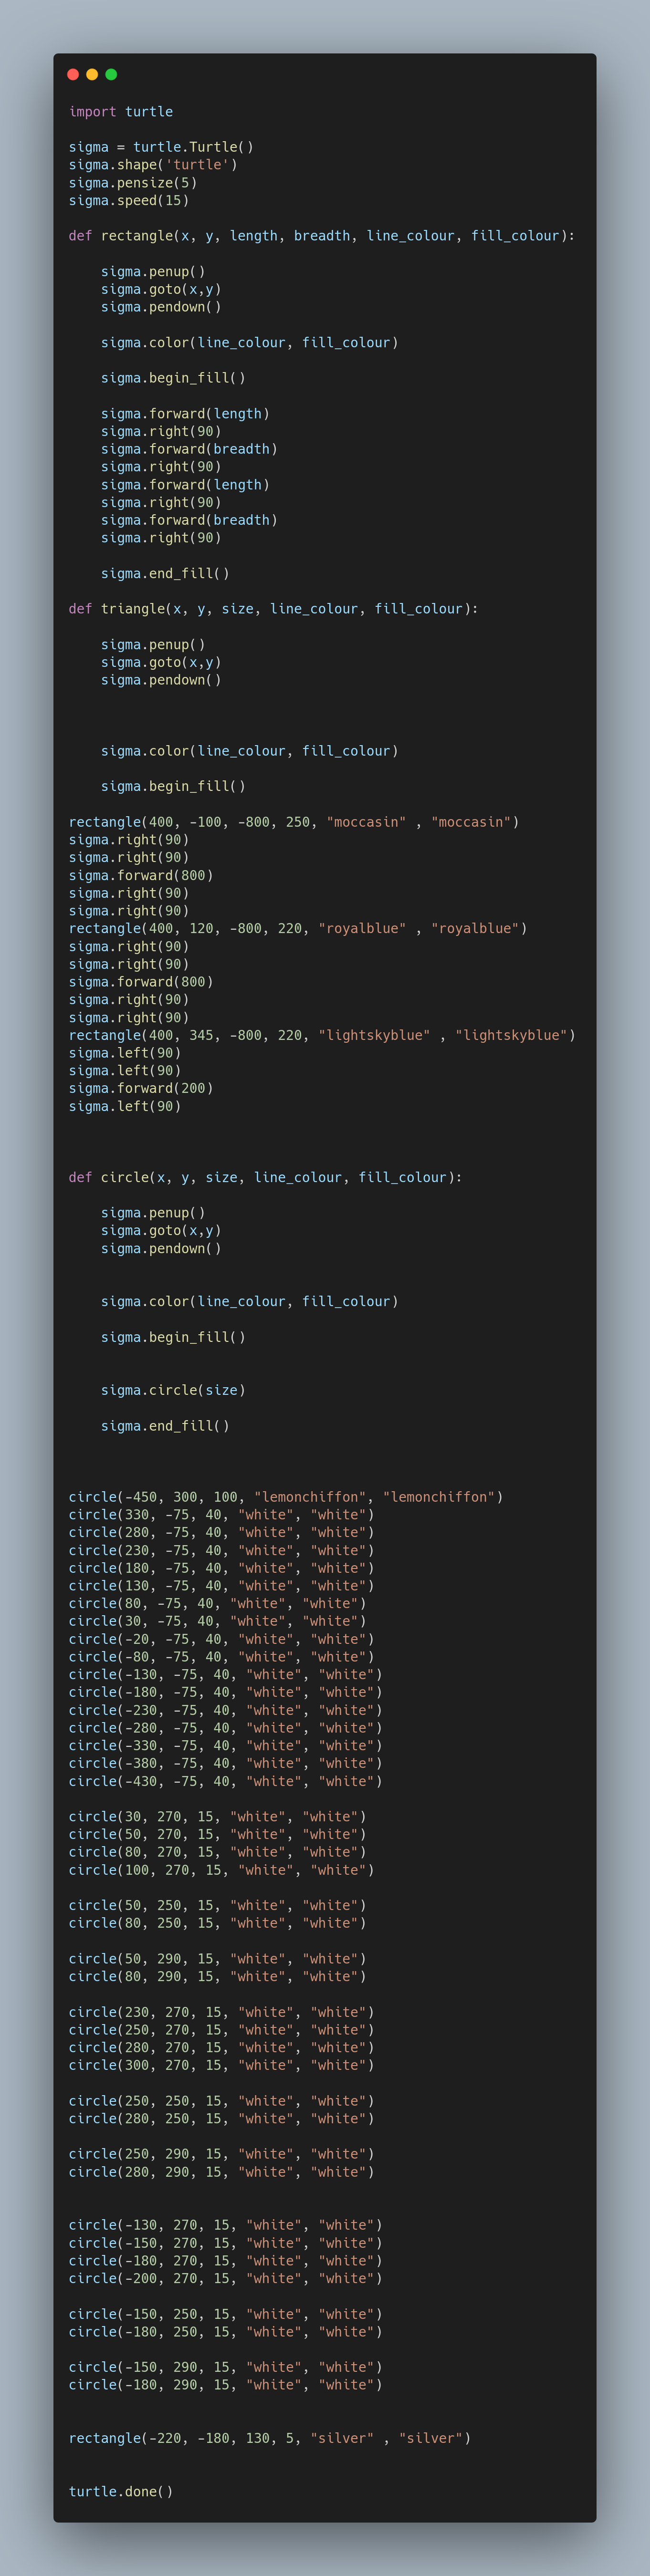 import turtle

sigma = turtle.Turtle()
sigma.shape('turtle')
sigma.pensize(5)
sigma.speed(15)

def rectangle(x, y, length, breadth, line_colour, fill_colour):

    sigma.penup()
    sigma.goto(x,y)
    sigma.pendown()

    sigma.color(line_colour, fill_colour)

    sigma.begin_fill()

    sigma.forward(length)
    sigma.right(90)
    sigma.forward(breadth)
    sigma.right(90)
    sigma.forward(length)
    sigma.right(90)
    sigma.forward(breadth)
    sigma.right(90)

    sigma.end_fill()

def triangle(x, y, size, line_colour, fill_colour):

    sigma.penup()
    sigma.goto(x,y)
    sigma.pendown()



    sigma.color(line_colour, fill_colour)

    sigma.begin_fill()

rectangle(400, -100, -800, 250, "moccasin" , "moccasin")
sigma.right(90)
sigma.right(90)
sigma.forward(800)
sigma.right(90)
sigma.right(90)
rectangle(400, 120, -800, 220, "royalblue" , "royalblue")
sigma.right(90)
sigma.right(90)
sigma.forward(800)
sigma.right(90)
sigma.right(90)
rectangle(400, 345, -800, 220, "lightskyblue" , "lightskyblue")
sigma.left(90)
sigma.left(90)
sigma.forward(200)
sigma.left(90)



def circle(x, y, size, line_colour, fill_colour):

    sigma.penup()
    sigma.goto(x,y)
    sigma.pendown()


    sigma.color(line_colour, fill_colour)

    sigma.begin_fill()


    sigma.circle(size)

    sigma.end_fill()



circle(-450, 300, 100, "lemonchiffon", "lemonchiffon")
circle(330, -75, 40, "white", "white")
circle(280, -75, 40, "white", "white")
circle(230, -75, 40, "white", "white")
circle(180, -75, 40, "white", "white")
circle(130, -75, 40, "white", "white")
circle(80, -75, 40, "white", "white")
circle(30, -75, 40, "white", "white")
circle(-20, -75, 40, "white", "white")
circle(-80, -75, 40, "white", "white")
circle(-130, -75, 40, "white", "white")
circle(-180, -75, 40, "white", "white")
circle(-230, -75, 40, "white", "white")
circle(-280, -75, 40, "white", "white")
circle(-330, -75, 40, "white", "white")
circle(-380, -75, 40, "white", "white")
circle(-430, -75, 40, "white", "white")

circle(30, 270, 15, "white", "white")
circle(50, 270, 15, "white", "white")
circle(80, 270, 15, "white", "white")
circle(100, 270, 15, "white", "white")

circle(50, 250, 15, "white", "white")
circle(80, 250, 15, "white", "white")

circle(50, 290, 15, "white", "white")
circle(80, 290, 15, "white", "white")

circle(230, 270, 15, "white", "white")
circle(250, 270, 15, "white", "white")
circle(280, 270, 15, "white", "white")
circle(300, 270, 15, "white", "white")

circle(250, 250, 15, "white", "white")
circle(280, 250, 15, "white", "white")

circle(250, 290, 15, "white", "white")
circle(280, 290, 15, "white", "white")


circle(-130, 270, 15, "white", "white")
circle(-150, 270, 15, "white", "white")
circle(-180, 270, 15, "white", "white")
circle(-200, 270, 15, "white", "white")

circle(-150, 250, 15, "white", "white")
circle(-180, 250, 15, "white", "white")

circle(-150, 290, 15, "white", "white")
circle(-180, 290, 15, "white", "white")


rectangle(-220, -180, 130, 5, "silver" , "silver")


turtle.done()